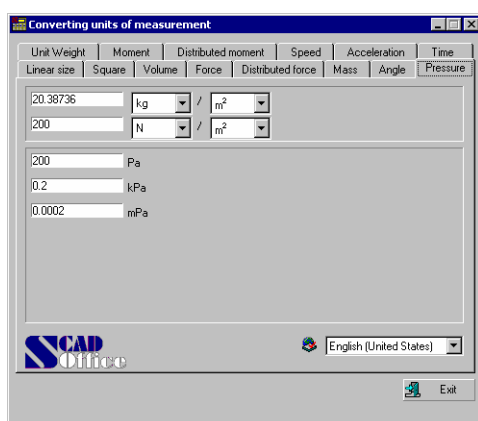 Converting units of measurement
Unit Weight Moment Distributed moment Speed Acceleration Time
Linear size Square Volume Force Distributed force Mass Angle Pressure
20.38736 kg / m²
200 N / m²
200 Pa
0.2 kPa
0.0002 mPa
SCAD Office
English (United States)
Exit